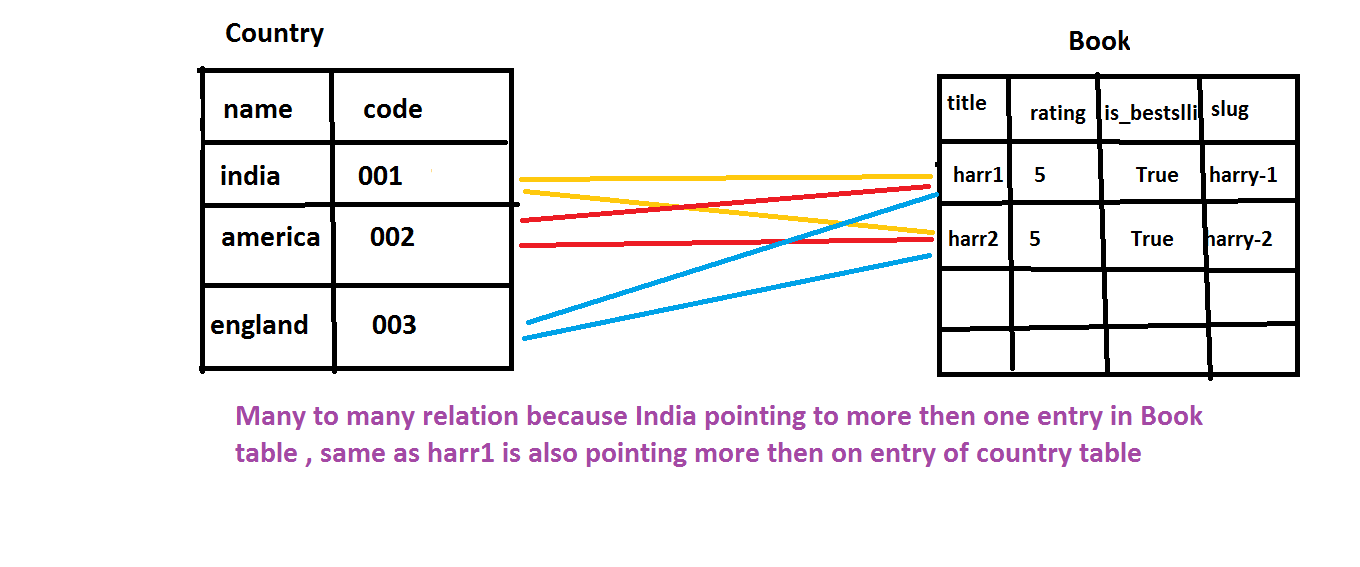 Country
Book
name code
india 001
america 002
england 003
title rating is_bestslli slug
harr1 5 True harry-1
harr2 5 True harry-2
Many to many relation because India pointing to more then one entry in Book
table , same as harr1 is also pointing more then on entry of country table